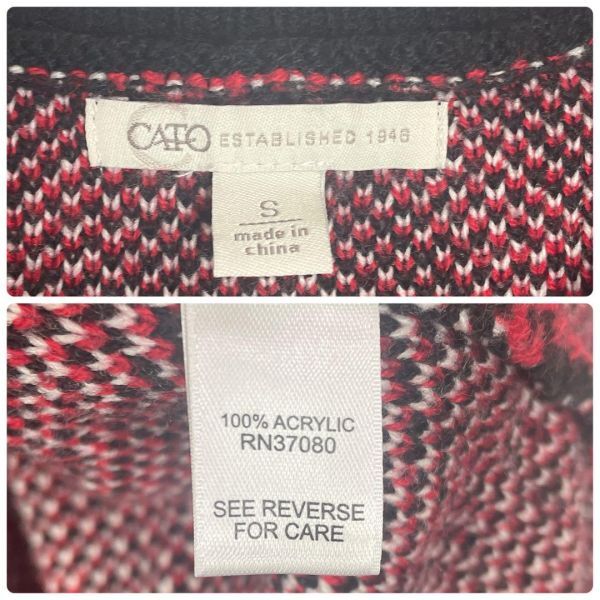 CATO ESTABLISHED 1946
S
made in
china
100% ACRYLIC
RN37080
SEE REVERSE
FOR CARE